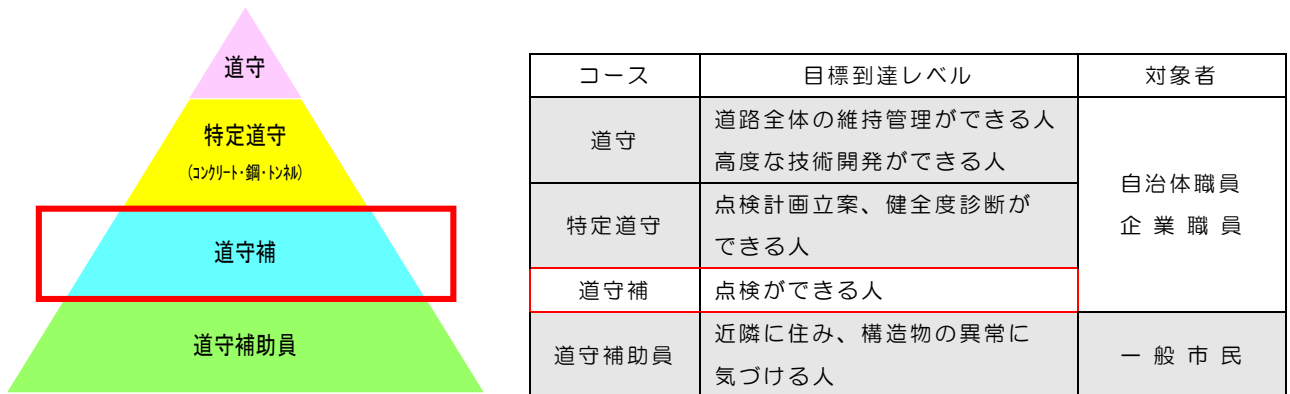 道守
特定道守
(コンクリート・鋼・トンネル)
道守補
道守補助員
コース 目標到達レベル 対象者
道守
道路全体の維持管理ができる人
高度な技術開発ができる人
特定道守
点検計画立案、健全度診断が
できる人
道守補 点検ができる人
自治体職員
企業職員
道守補助員
近隣に住み、構造物の異常に
気づける人
一般市民